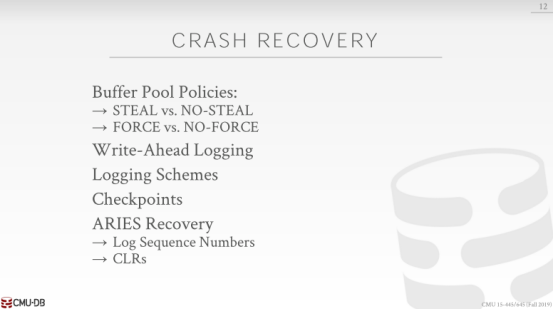 12
CRASH RECOVERY
Buffer Pool Policies:
→ STEAL vs. NO-STEAL
→ FORCE vs. NO-FORCE
Write-Ahead Logging
Logging Schemes
Checkpoints
ARIES Recovery
→ Log Sequence Numbers
→ CLRs
CMU·DB
CMU 15-445/645 (Fall 2019)